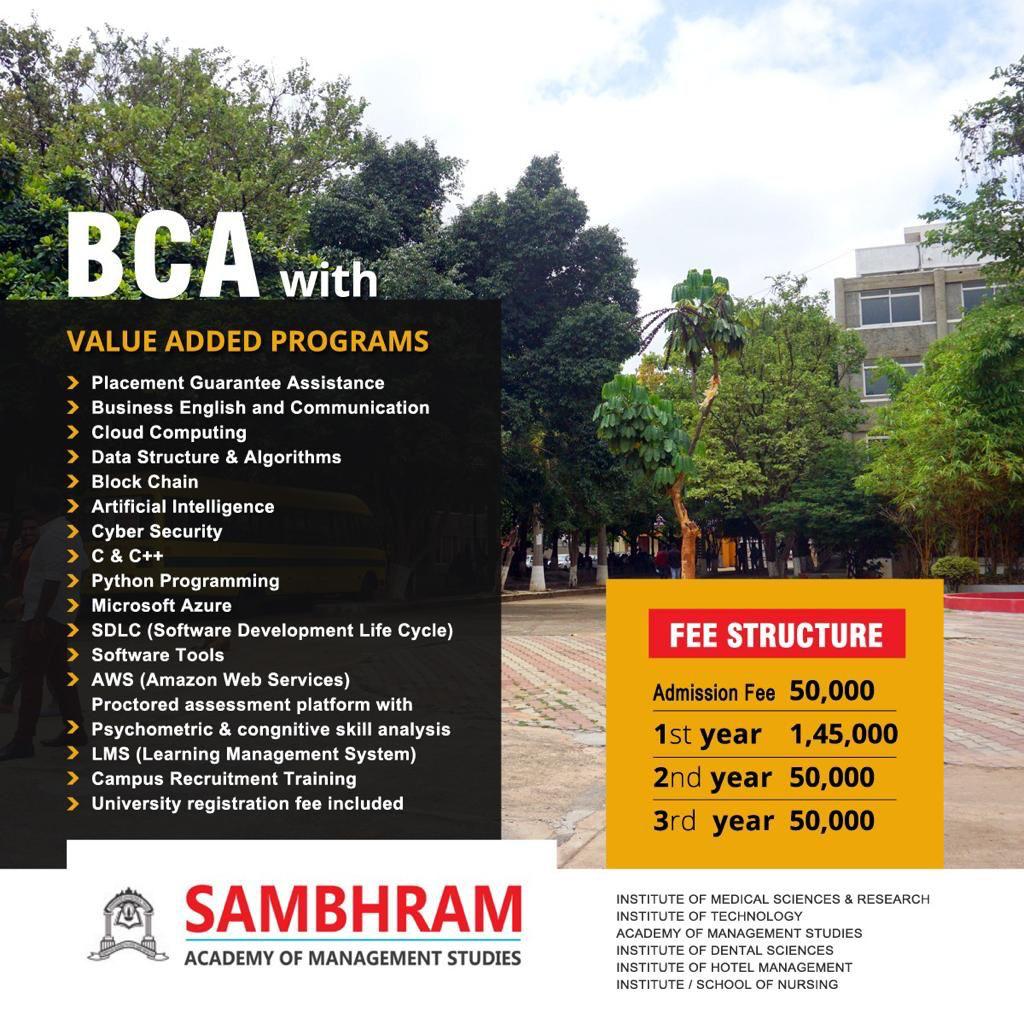 BCA with
VALUE ADDED PROGRAMS
Placement Guarantee Assistance
Business English and Communication
Cloud Computing
Data Structure & Algorithms
Block Chain
Artificial Intelligence
Cyber Security
C & C++
Python Programming
Microsoft Azure
SDLC (Software Development Life Cycle)
Software Tools
AWS (Amazon Web Services)
Proctored assessment platform with
Psychometric & congnitive skill analysis
LMS (Learning Management System)
Campus Recruitment Training
University registration fee included
FEE STRUCTURE
Admission Fee 50,000
1st year 1,45,000
2nd year 50,000
3rd year 50,000
SAMBHRAM
ACADEMY OF MANAGEMENT STUDIES
INSTITUTE OF MEDICAL SCIENCES & RESEARCH
INSTITUTE OF TECHNOLOGY
ACADEMY OF MANAGEMENT STUDIES
INSTITUTE OF DENTAL SCIENCES
INSTITUTE OF HOTEL MANAGEMENT
INSTITUTE / SCHOOL OF NURSING